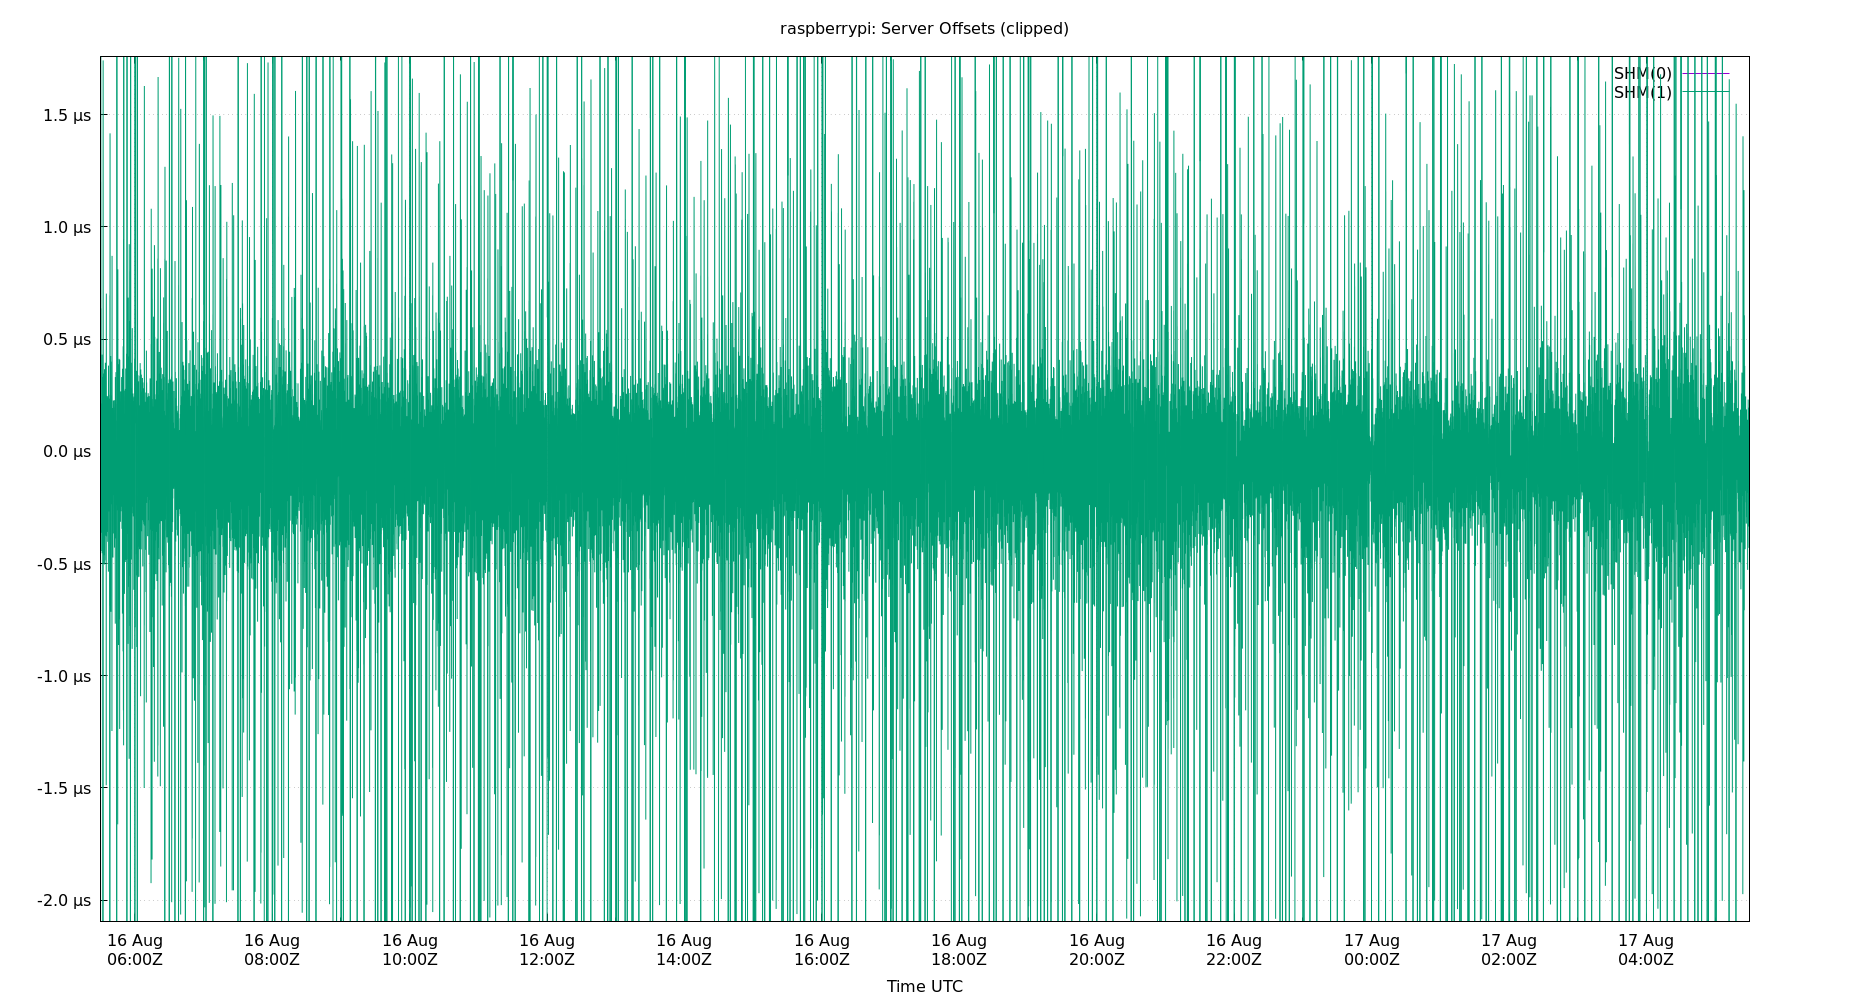 raspberrypi: Server Offsets (clipped)
SHM(0)
SHM(1)
1.5 µs
1.0 µs
0.5 µs
0.0 µs
-0.5 µs
-1.0 µs
-1.5 µs
-2.0 µs
16 Aug 16 Aug 16 Aug 16 Aug 16 Aug 16 Aug 16 Aug 16 Aug 16 Aug 17 Aug 17 Aug 17 Aug
06:00Z 08:00Z 10:00Z 12:00Z 14:00Z 16:00Z 18:00Z 20:00Z 22:00Z 00:00Z 02:00Z 04:00Z
Time UTC